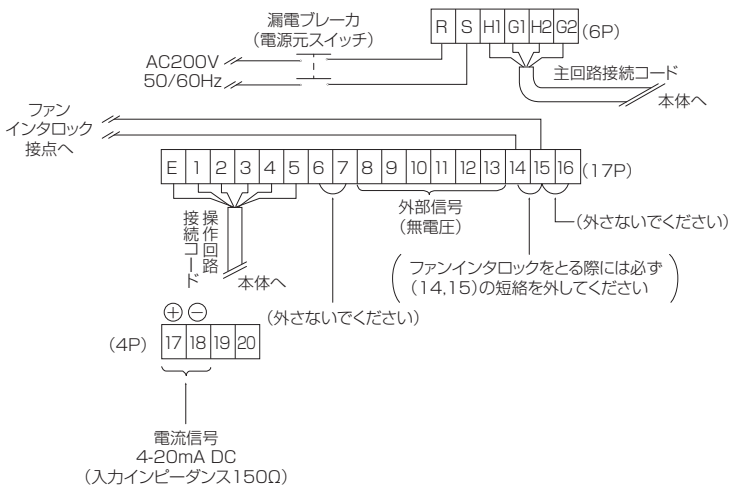 漏電ブレーカ
(電源元スイッチ)
R S H1 G1 H2 G2 (6P)
AC200V
50/60Hz
主回路接続コード
本体へ
ファン
インタロック
接点へ
E 1 2 3 4 5 6 7 8 9 10 11 12 13 14 15 16 (17P)
外部信号
(無電圧)
(外さないでください)
操作回路
接続コード
本体へ
ファンインタロックをとる際には必ず
(14,15)の短絡を外してください
(外さないでください)
⊕ ⊖
(4P) 17 18 19 20
電流信号
4-20mA DC
(入力インピーダンス150Ω)